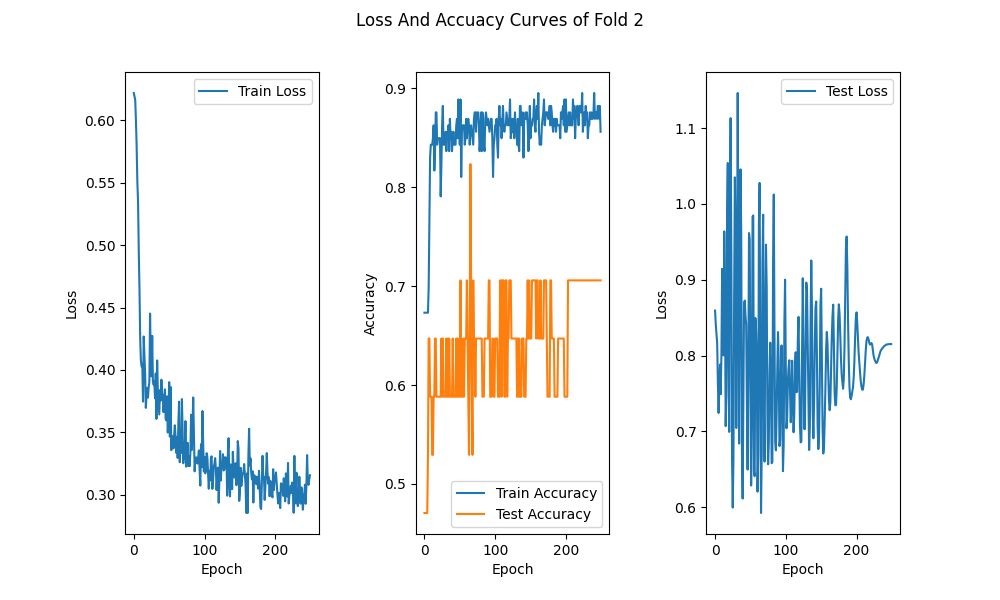 Loss And Accuacy Curves of Fold 2
Train Loss
0.60
0.55
0.50
0.45
0.40
0.35
0.30
Loss
0
100
200
Epoch
0.9
0.8
0.7
0.6
0.5
Accuracy
Train Accuracy
Test Accuracy
0
100
200
Epoch
Test Loss
1.1
1.0
0.9
0.8
0.7
0.6
Loss
0
100
200
Epoch